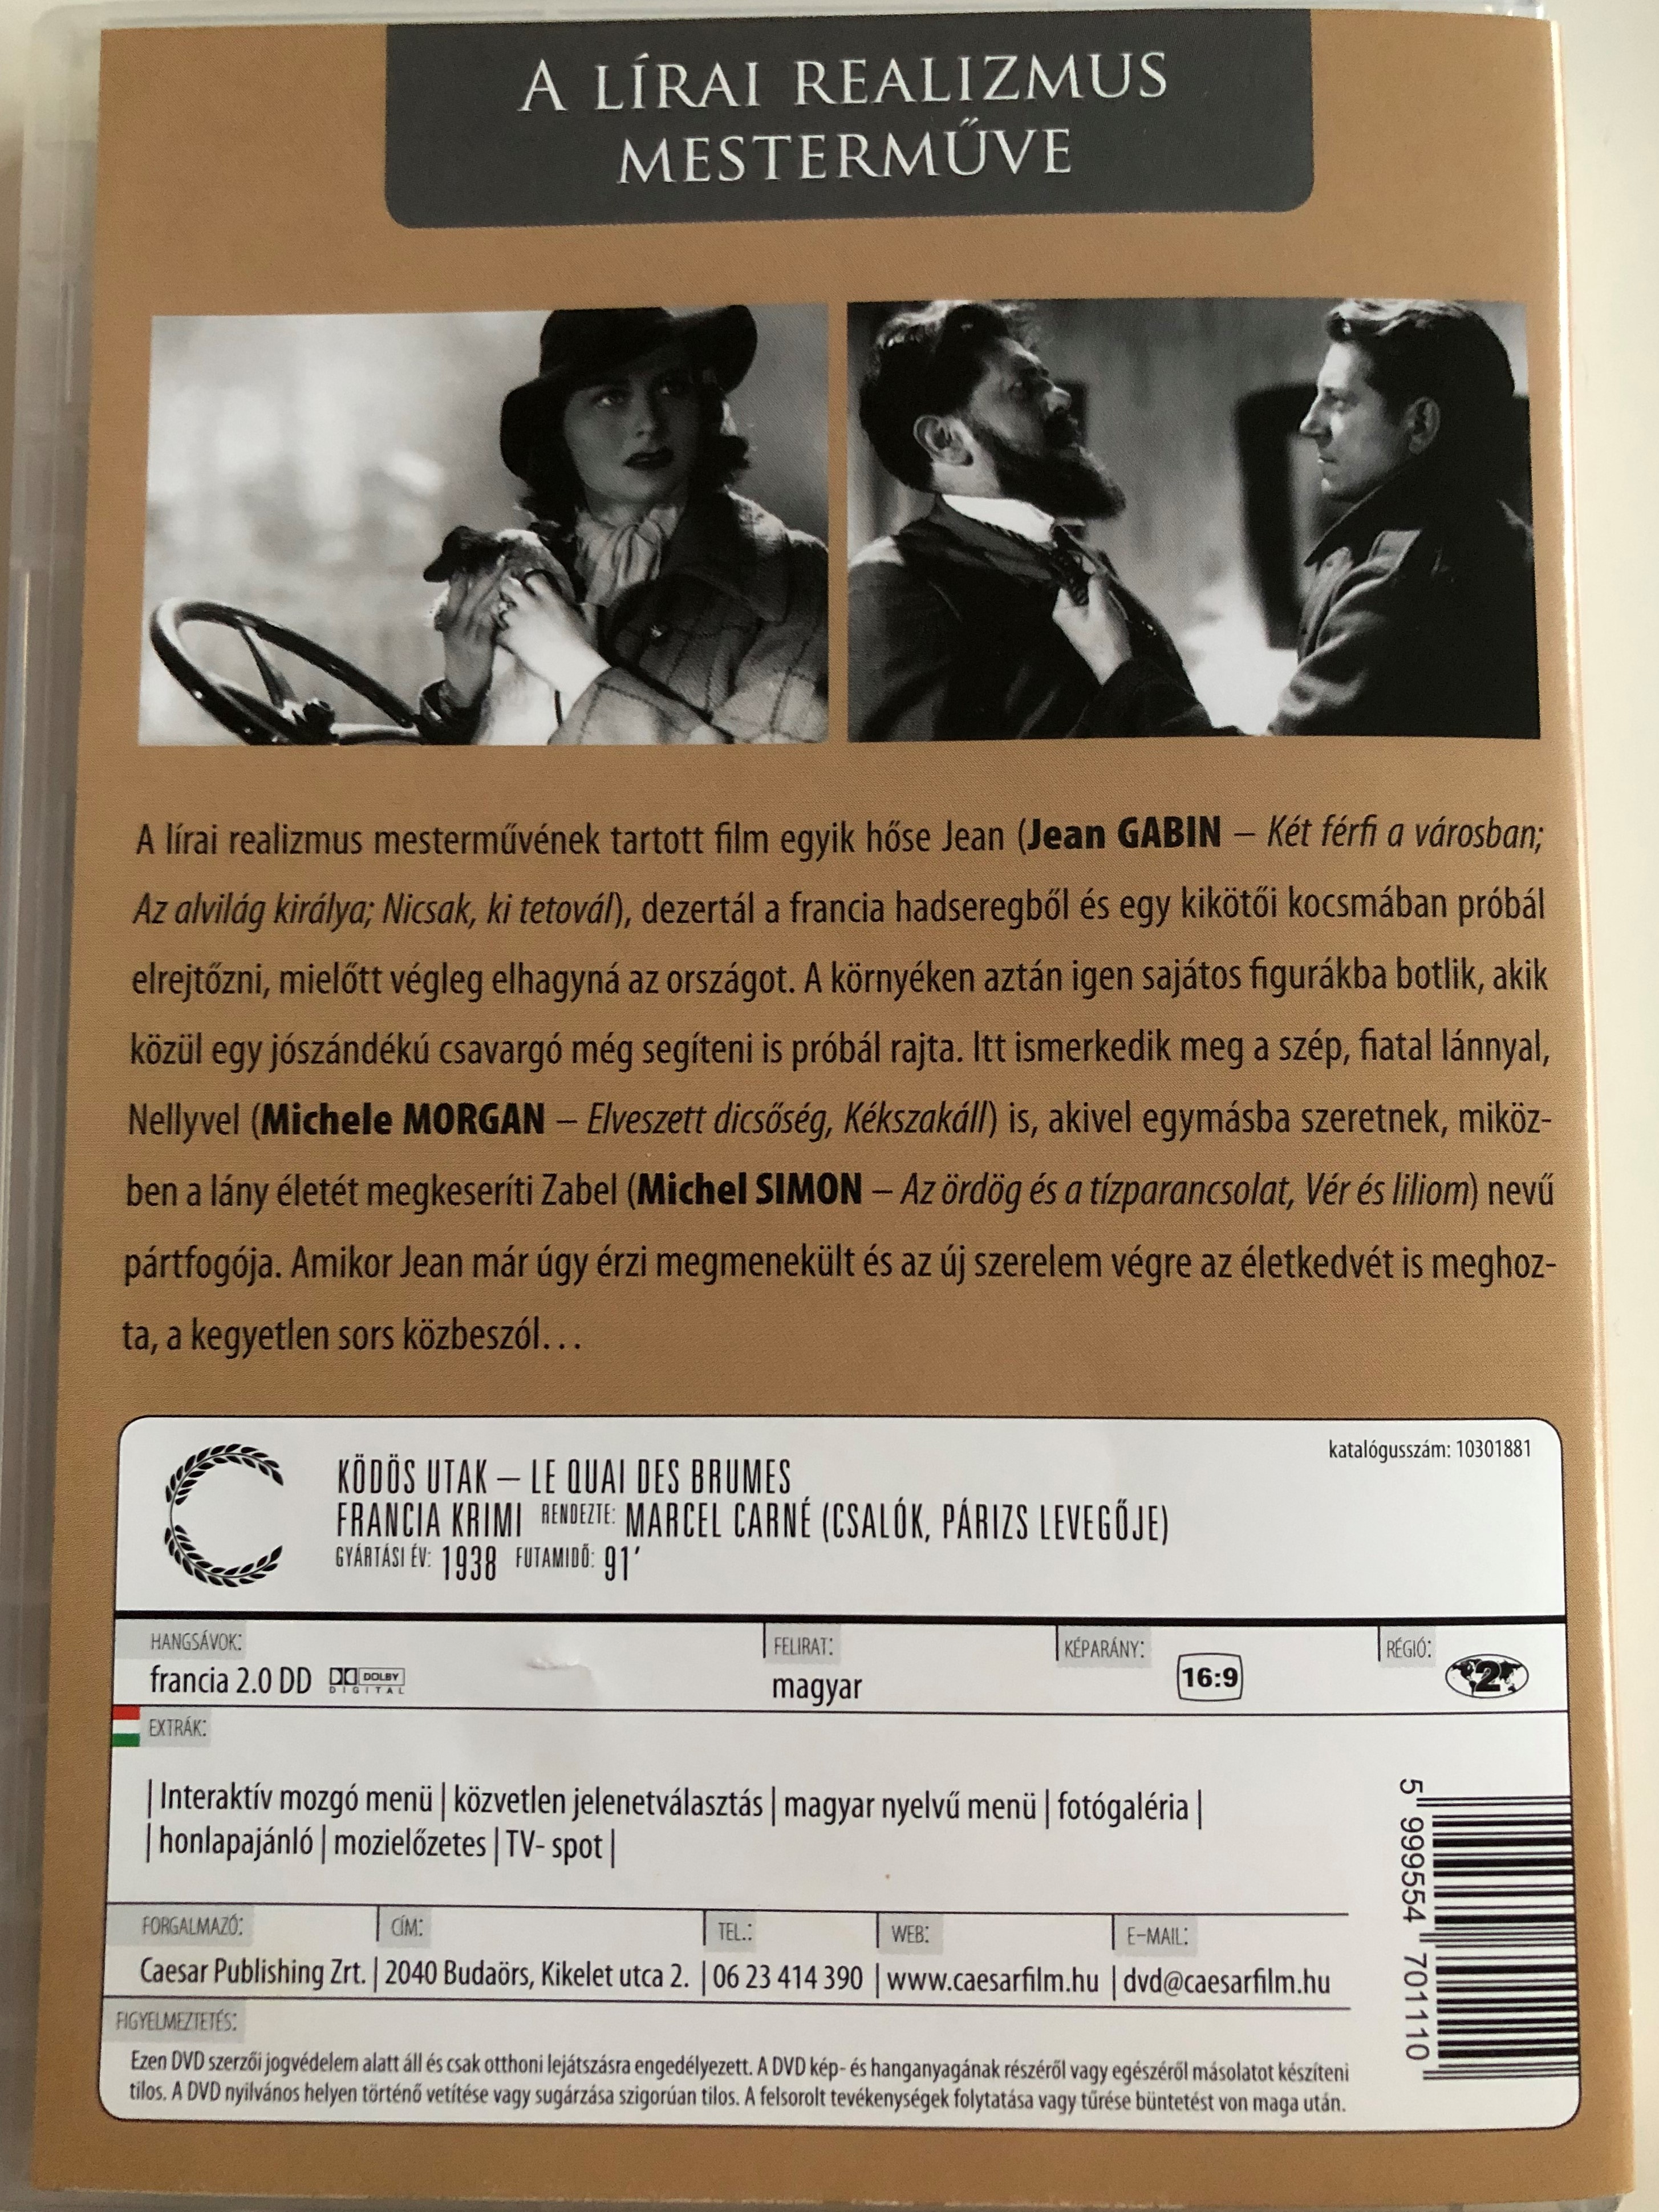 A LÍRAI REALIZMUS
MESTERMŰVE
A lírai realizmus mesterművének tartott film egyik hőse Jean (Jean GABIN – Két férfi a városban;
Az alvilág királya; Nicsak, ki tetovál), dezertál a francia hadseregből és egy kikötői kocsmában próbál
elrejtőzni, mielőtt végleg elhagyná az országot. A környéken aztán igen sajátos figurákba botlik, akik
közül egy jószándékú csavargó még segíteni is próbál rajta. Itt ismerkedik meg a szép, fiatal lánnyal,
Nellyvel (Michele MORGAN – Elveszett dicsőség, Kékszakáll) is, akivel egymásba szeretnek, miköz-
ben a lány életét megkeseríti Zabel (Michel SIMON – Az ördög és a tízparancsolat, Vér és liliom) nevű
pártfogója. Amikor Jean már úgy érzi megmenekült és az új szerelem végre az életkedvét is meghoz-
ta, a kegyetlen sors közbeszól...
katalógusszám: 10301881
KÖDÖS UTAK – LE QUAI DES BRUMES
FRANCIA KRIMI RENDEZTE: MARCEL CARNÉ (CSALÓK, PÁRIZS LEVEGŐJE)
GYÁRTÁSI ÉV: 1938 FUTAMIDŐ: 91'
HANGSÁVOK: FELIRAT: KÉPARÁNY: RÉGIÓ:
francia 2.0 DD DOLBY DIGITAL magyar 16:9 2
EXTRÁK:
| Interaktív mozgó menü | közvetlen jelenetválasztás | magyar nyelvű menü | fotógaléria |
| honlapajánló | mozielőzetes | TV- spot |
5 999554 701110
FORGALMAZÓ: CÍM: TEL.: WEB: E-MAIL:
Caesar Publishing Zrt. | 2040 Budaörs, Kikelet utca 2. | 06 23 414 390 | www.caesarfilm.hu | dvd@caesarfilm.hu
FIGYELMEZTETÉS:
Ezen DVD szerzői jogvédelem alatt áll és csak otthoni lejátszásra engedélyezett. A DVD kép- és hanganyagának részéről vagy egészéről másolatot készíteni
tilos. A DVD nyilvános helyen történő vetítése vagy sugárzása szigorúan tilos. A felsorolt tevékenységek folytatása vagy tűrése büntetést von maga után.